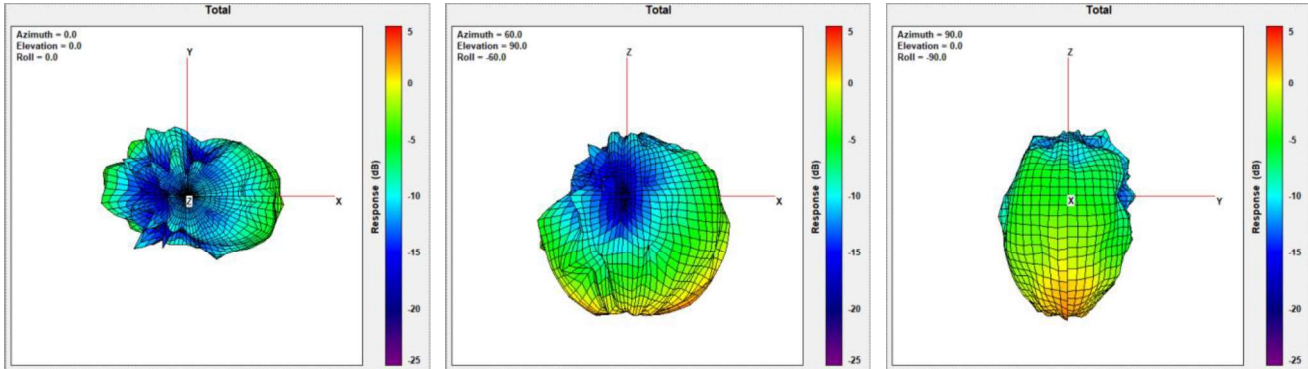 Total
Azimuth = 0.0
Elevation = 0.0
Roll = 0.0
Y
Z
X
5
0
-5
-10
-15
-20
-25
Response (dB)
Total
Azimuth = 60.0
Elevation = 90.0
Roll = -60.0
Z
X
5
0
-5
-10
-15
-20
-25
Response (dB)
Total
Azimuth = 90.0
Elevation = 0.0
Roll = -90.0
Z
X
Y
5
0
-5
-10
-15
-20
-25
Response (dB)